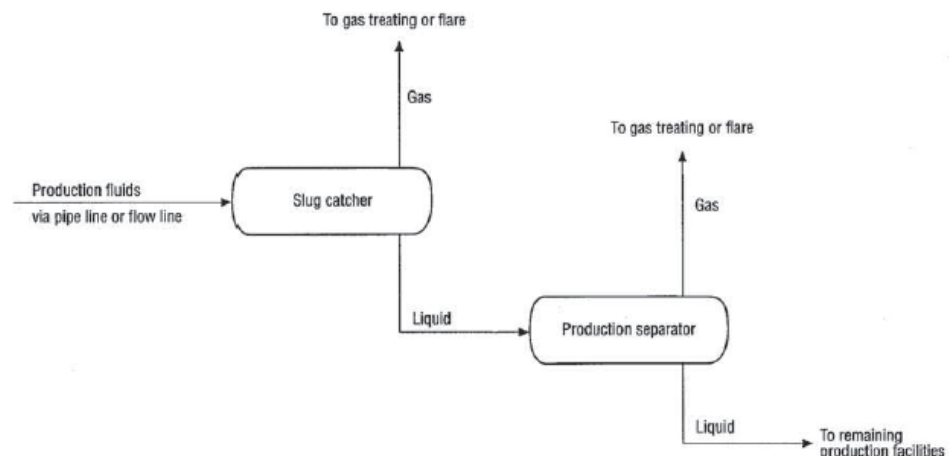 To gas treating or flare
Gas
To gas treating or flare
Production fluids
via pipe line or flow line
Slug catcher
Gas
Liquid
Production separator
Liquid
To remaining
production facilities